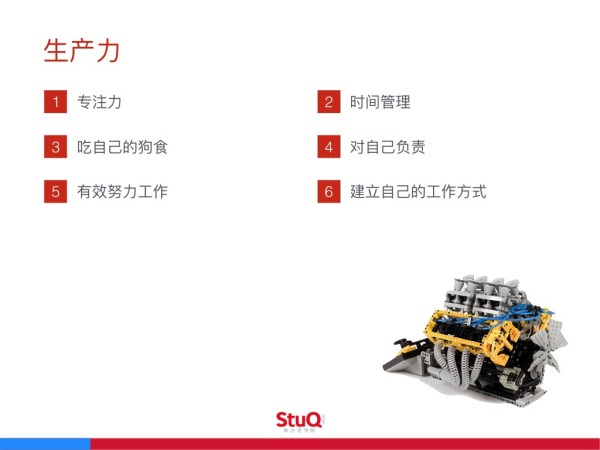 生产力
1 专注力
2 时间管理
3 吃自己的狗食
4 对自己负责
5 有效努力工作
6 建立自己的工作方式
StuQ